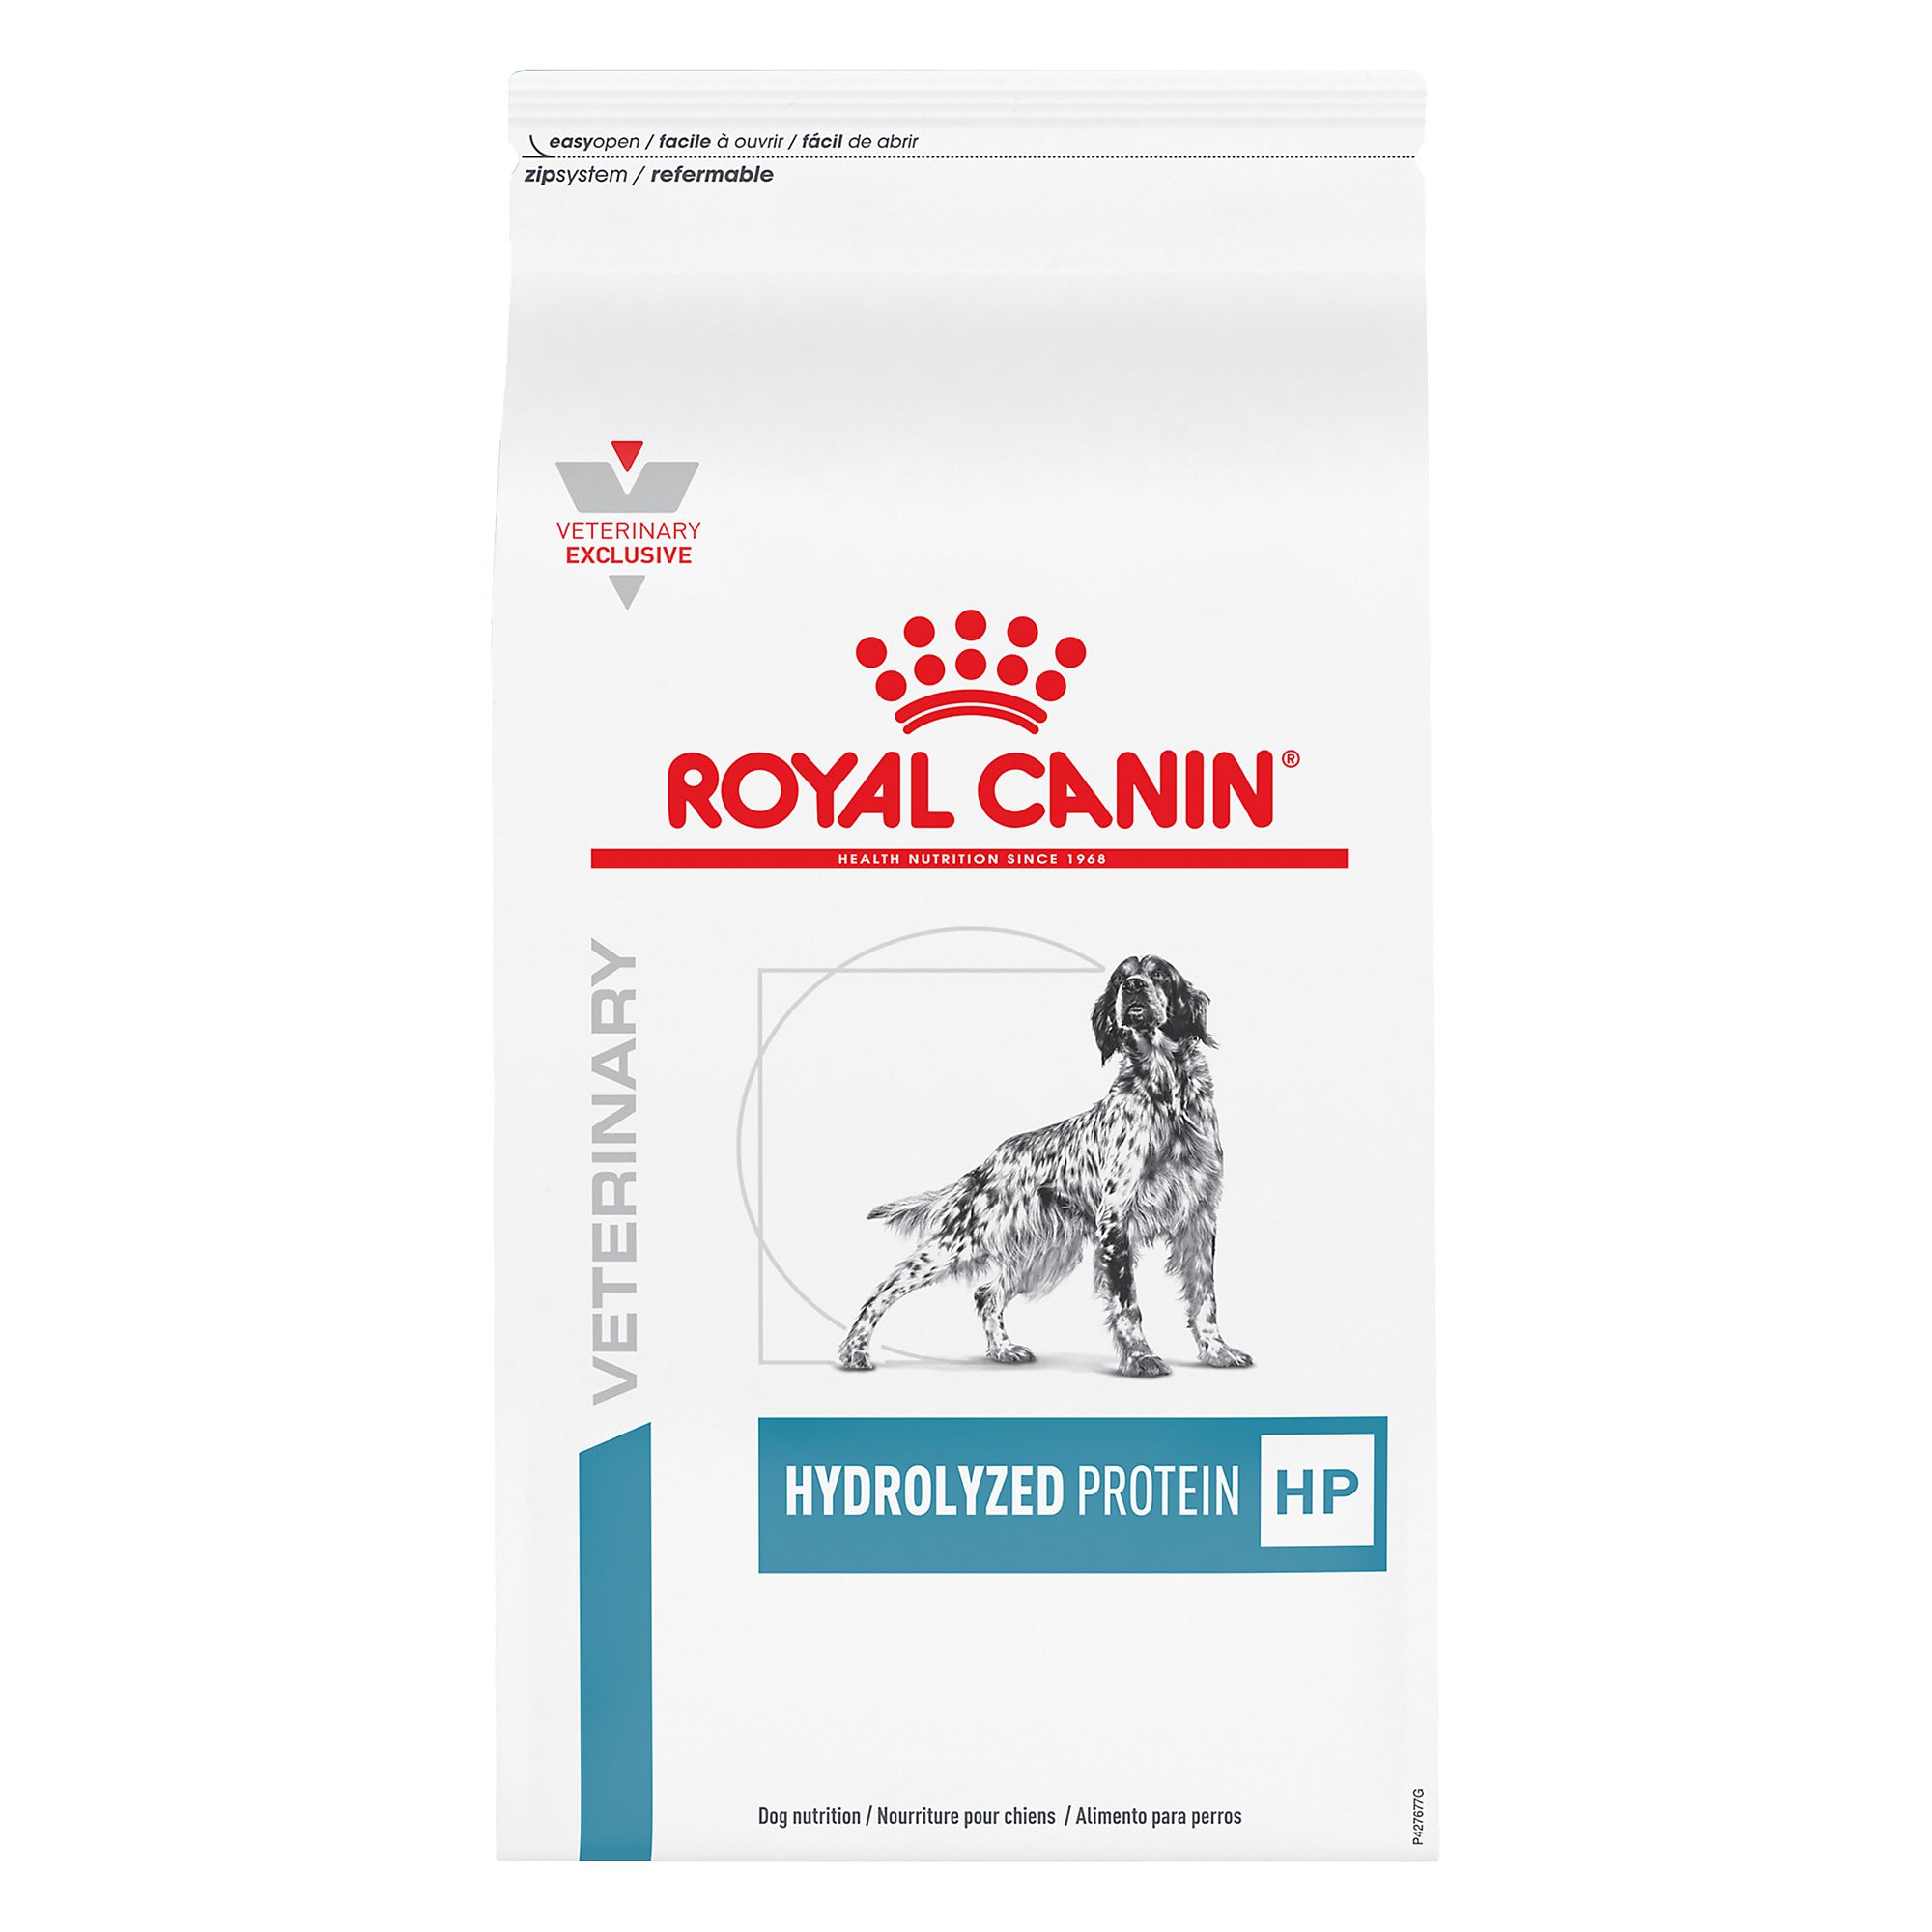 easyopen / facile à ouvrir / fácil de abrir
zipsystem / refermable
VETERINARY
EXCLUSIVE
ROYAL CANIN®
HEALTH NUTRITION SINCE 1968
VETERINARY
HYDROLYZED PROTEIN HP
Dog nutrition / Nourriture pour chiens / Alimento para perros
P427677G